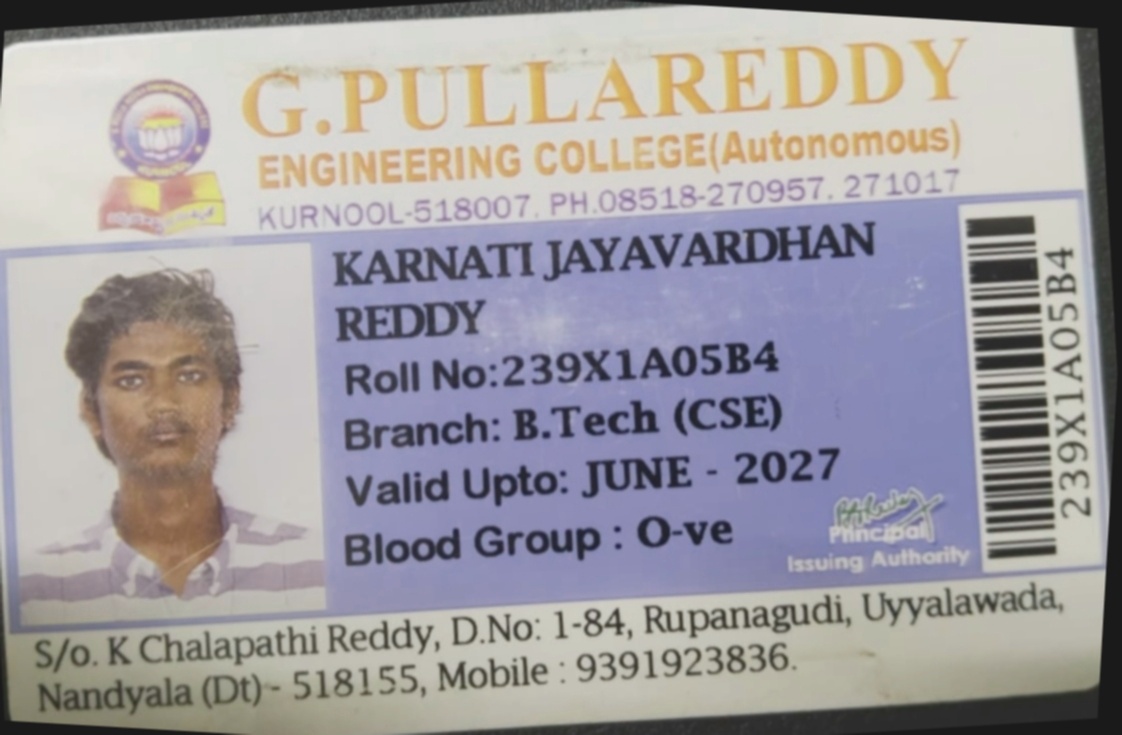 G.PULLAREDDY
ENGINEERING COLLEGE(Autonomous)
KURNOOL-518007. PH.08518-270957. 271017
KARNATI JAYAVARDHAN
REDDY
Roll No:239X1A05B4
Branch: B.Tech (CSE)
Valid Upto: JUNE - 2027
Blood Group : O-ve
Principal
Issuing Authority
239X1A05B4
S/o. K Chalapathi Reddy, D.No: 1-84, Rupanagudi, Uyyalawada,
Nandyala (Dt) - 518155, Mobile : 9391923836.